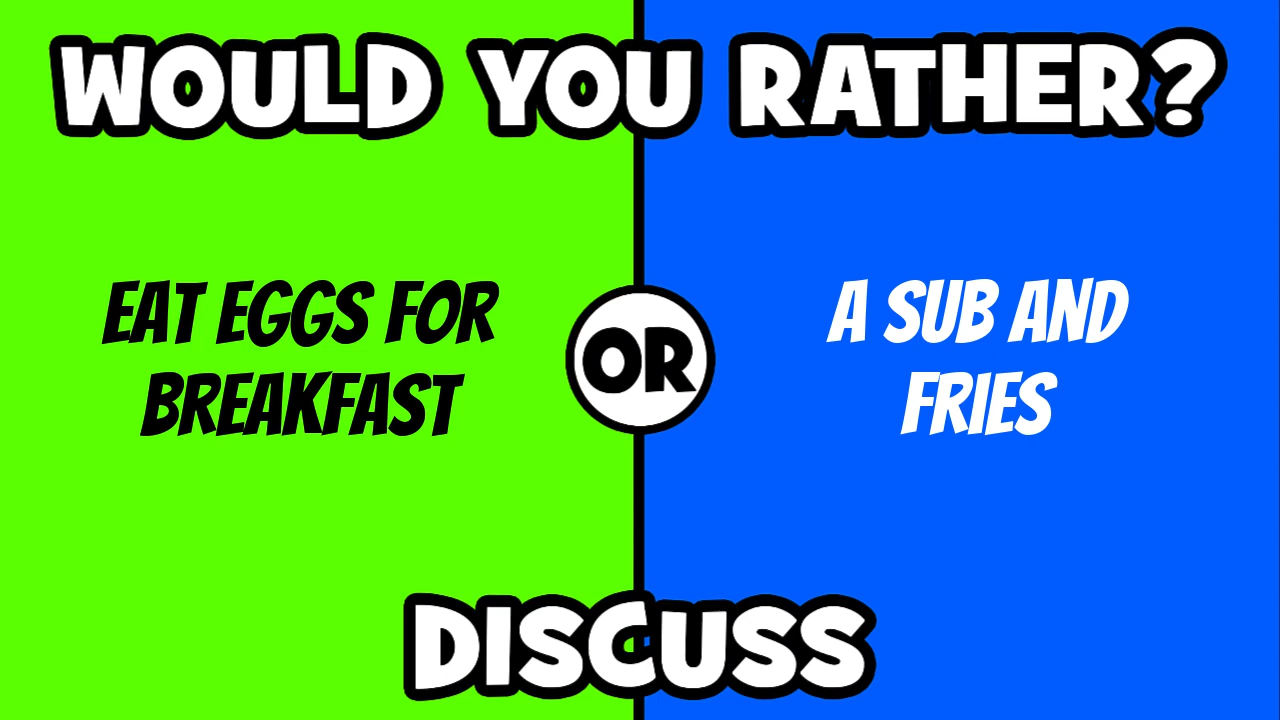 WOULD YOU RATHER?
EAT EGGS FOR
BREAKFAST
OR
A SUB AND
FRIES
DISCUSS